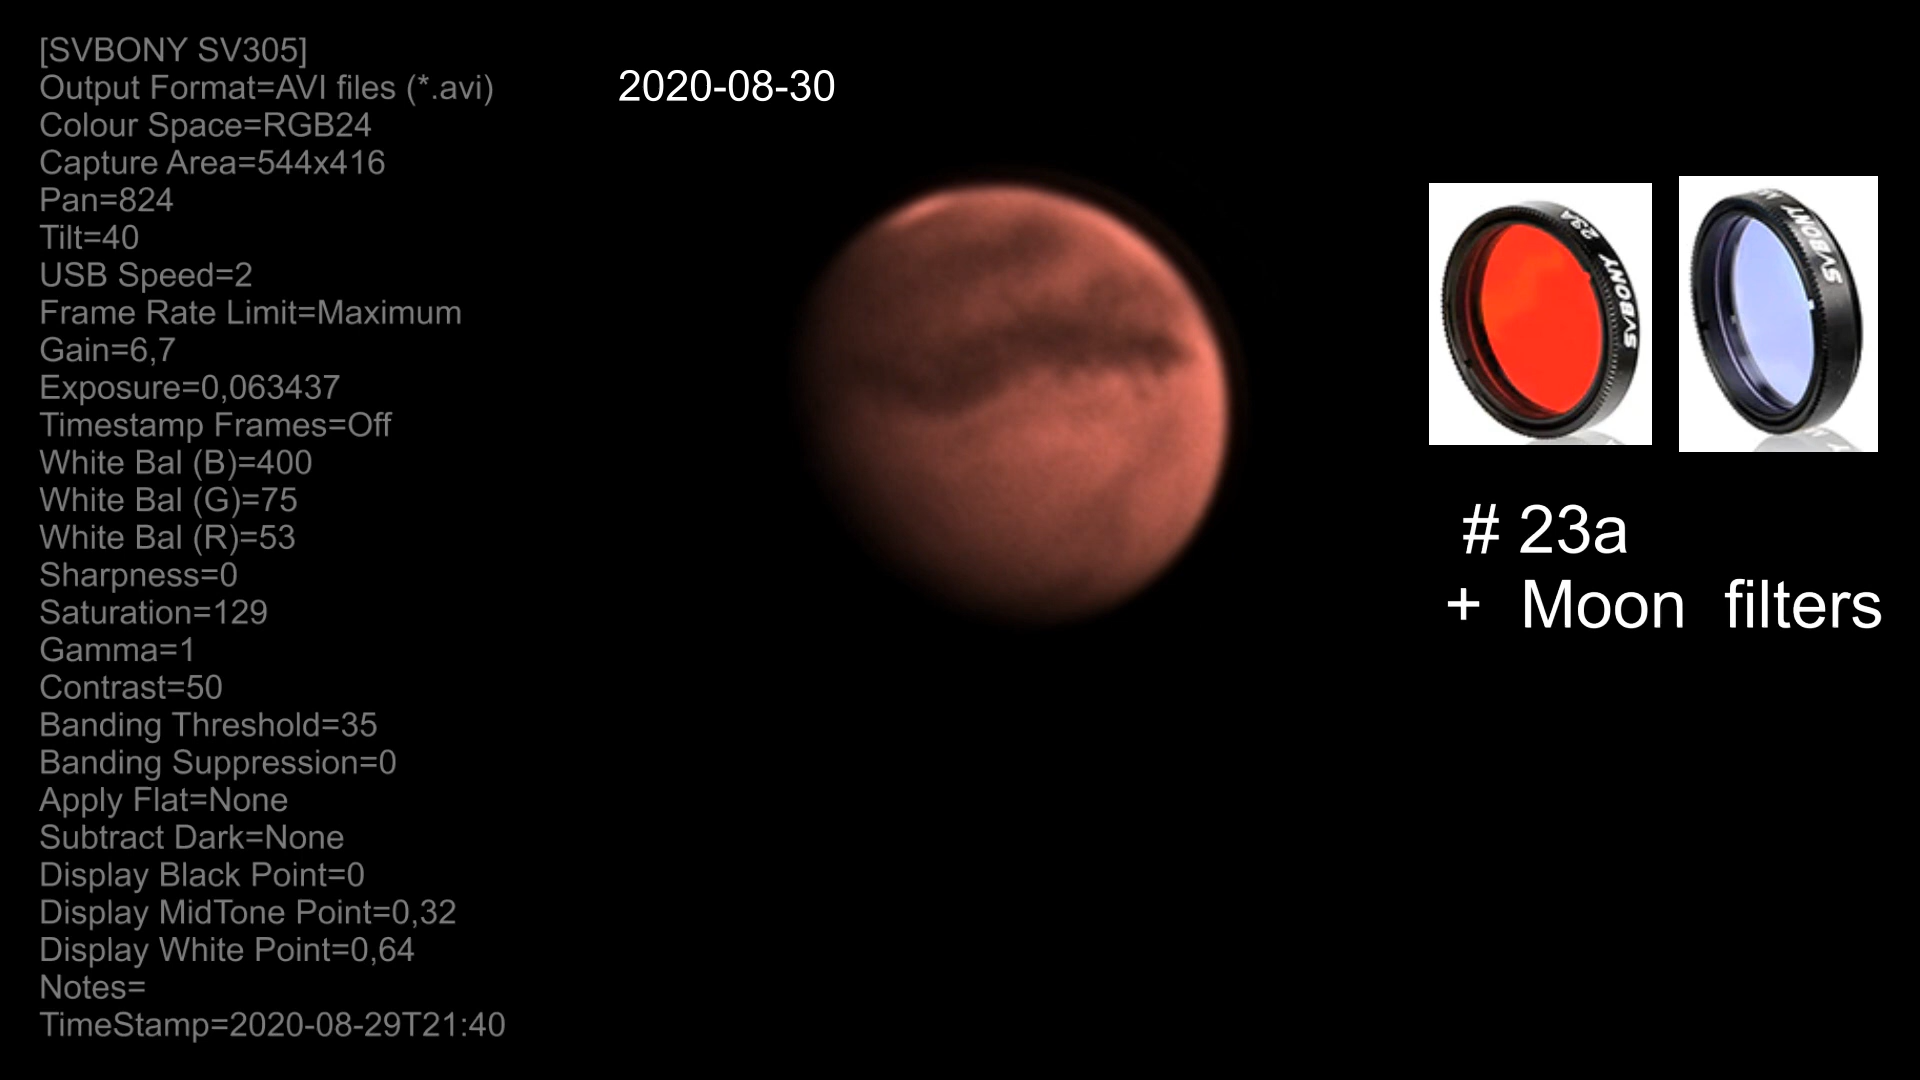 [SVBONY SV305]
Output Format=AVI files (*.avi)
Colour Space=RGB24
Capture Area=544x416
Pan=824
Tilt=40
USB Speed=2
Frame Rate Limit=Maximum
Gain=6,7
Exposure=0,063437
Timestamp Frames=Off
White Bal (B)=400
White Bal (G)=75
White Bal (R)=53
Sharpness=0
Saturation=129
Gamma=1
Contrast=50
Banding Threshold=35
Banding Suppression=0
Apply Flat=None
Subtract Dark=None
Display Black Point=0
Display MidTone Point=0,32
Display White Point=0,64
Notes=
TimeStamp=2020-08-29T21:40
2020-08-30
23A SVBONY
SVBONY
# 23a
+ Moon filters